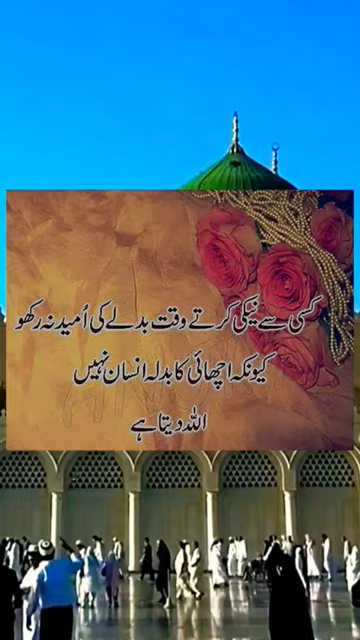 کسی سے نیکی کرتے وقت بدلے کی اُمید نہ رکھو
کیونکہ اچھائی کا بدلہ انسان نہیں
اللہ دیتا ہے